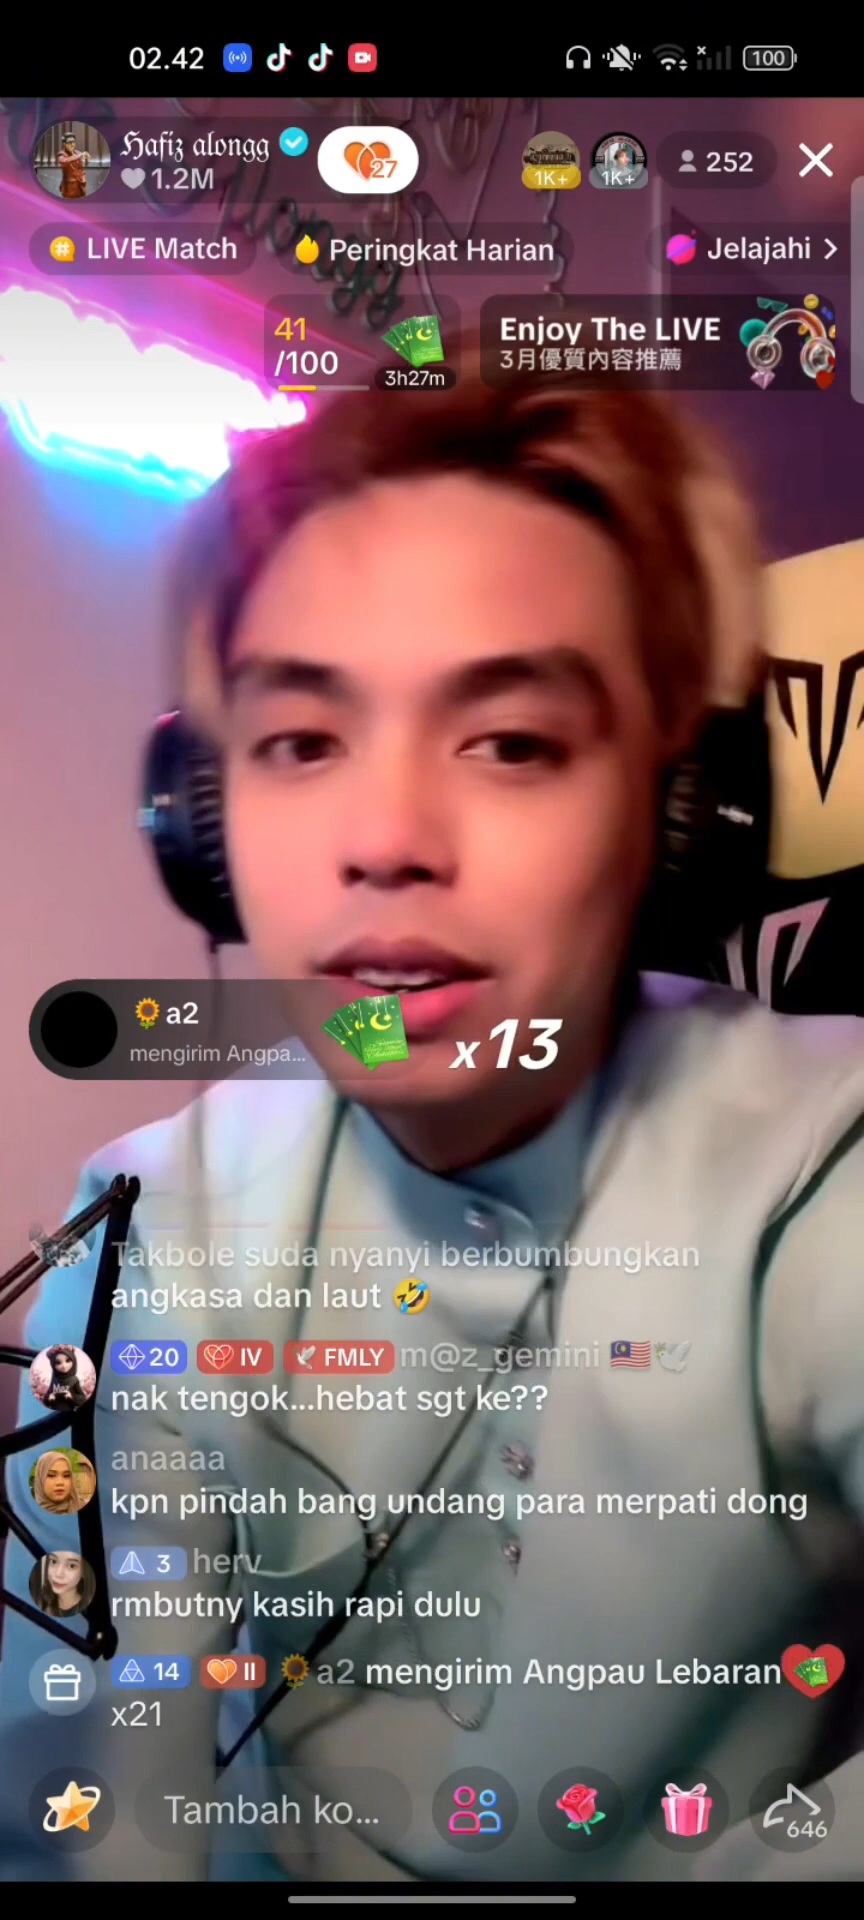 02.42
100
Hafiz alongg
1.2M
27
1K+
1K+
252
LIVE Match
Peringkat Harian
Jelajahi >
41
/100
3h27m
Enjoy The LIVE
3月優質內容推薦
🌻a2
mengirim Angpa...
x13
Takbole suda nyanyi berbumbungkan
angkasa dan laut 🤣
20 IV FMLY m@z_gemini 🇲🇾🕊
nak tengok...hebat sgt ke??
anaaaa
kpn pindah bang undang para merpati dong
3 herv
rmbutny kasih rapi dulu
14 II 🌻a2 mengirim Angpau Lebaran
x21
Tambah ko...
646